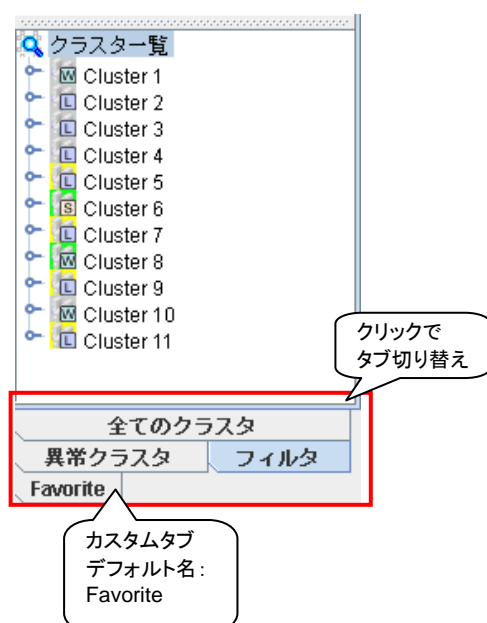 クラスタ一覧
W Cluster 1
L Cluster 2
L Cluster 3
L Cluster 4
L Cluster 5
S Cluster 6
L Cluster 7
W Cluster 8
L Cluster 9
W Cluster 10
L Cluster 11
クリックで
タブ切り替え
全てのクラスタ
異常クラスタ フィルタ
Favorite
カスタムタブ
デフォルト名:
Favorite